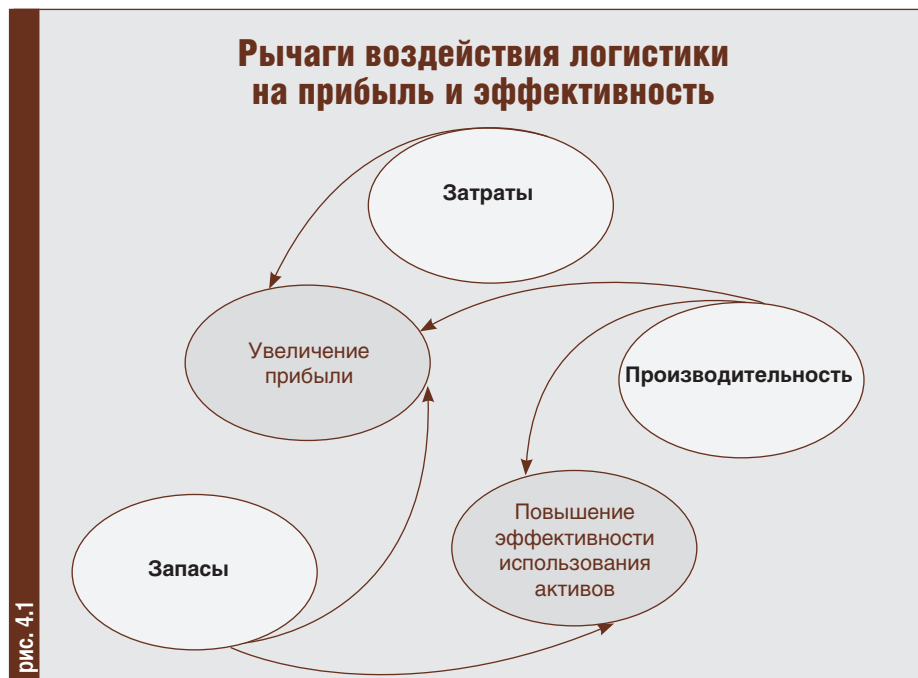 Рычаги воздействия логистики
на прибыль и эффективность
Затраты
Увеличение
прибыли
Производительность
Повышение
эффективности
использования
активов
Запасы
рис. 4.1